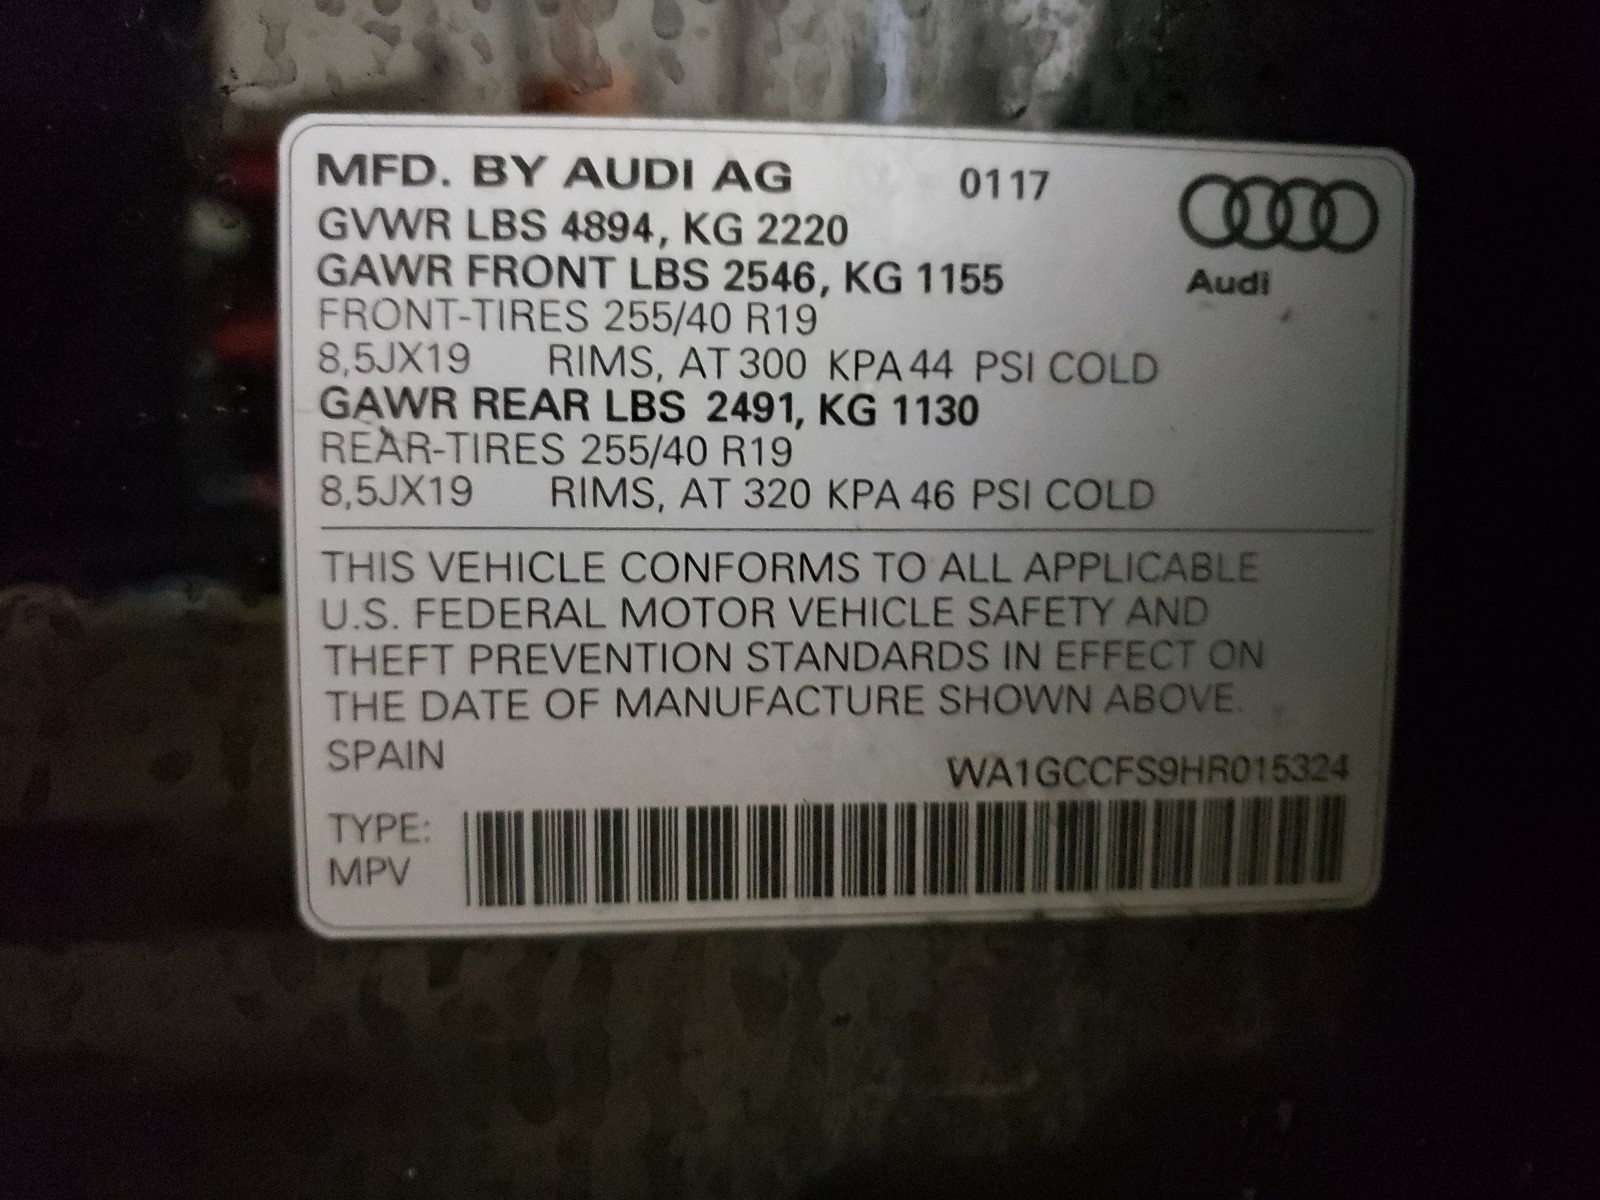 MFD. BY AUDI AG 0117
GVWR LBS 4894, KG 2220
GAWR FRONT LBS 2546, KG 1155
Audi
FRONT-TIRES 255/40 R19
8,5JX19 RIMS, AT 300 KPA 44 PSI COLD
GAWR REAR LBS 2491, KG 1130
REAR-TIRES 255/40 R19
8,5JX19 RIMS, AT 320 KPA 46 PSI COLD
THIS VEHICLE CONFORMS TO ALL APPLICABLE
U.S. FEDERAL MOTOR VEHICLE SAFETY AND
THEFT PREVENTION STANDARDS IN EFFECT ON
THE DATE OF MANUFACTURE SHOWN ABOVE.
SPAIN WA1GCCFS9HR015324
TYPE:
MPV